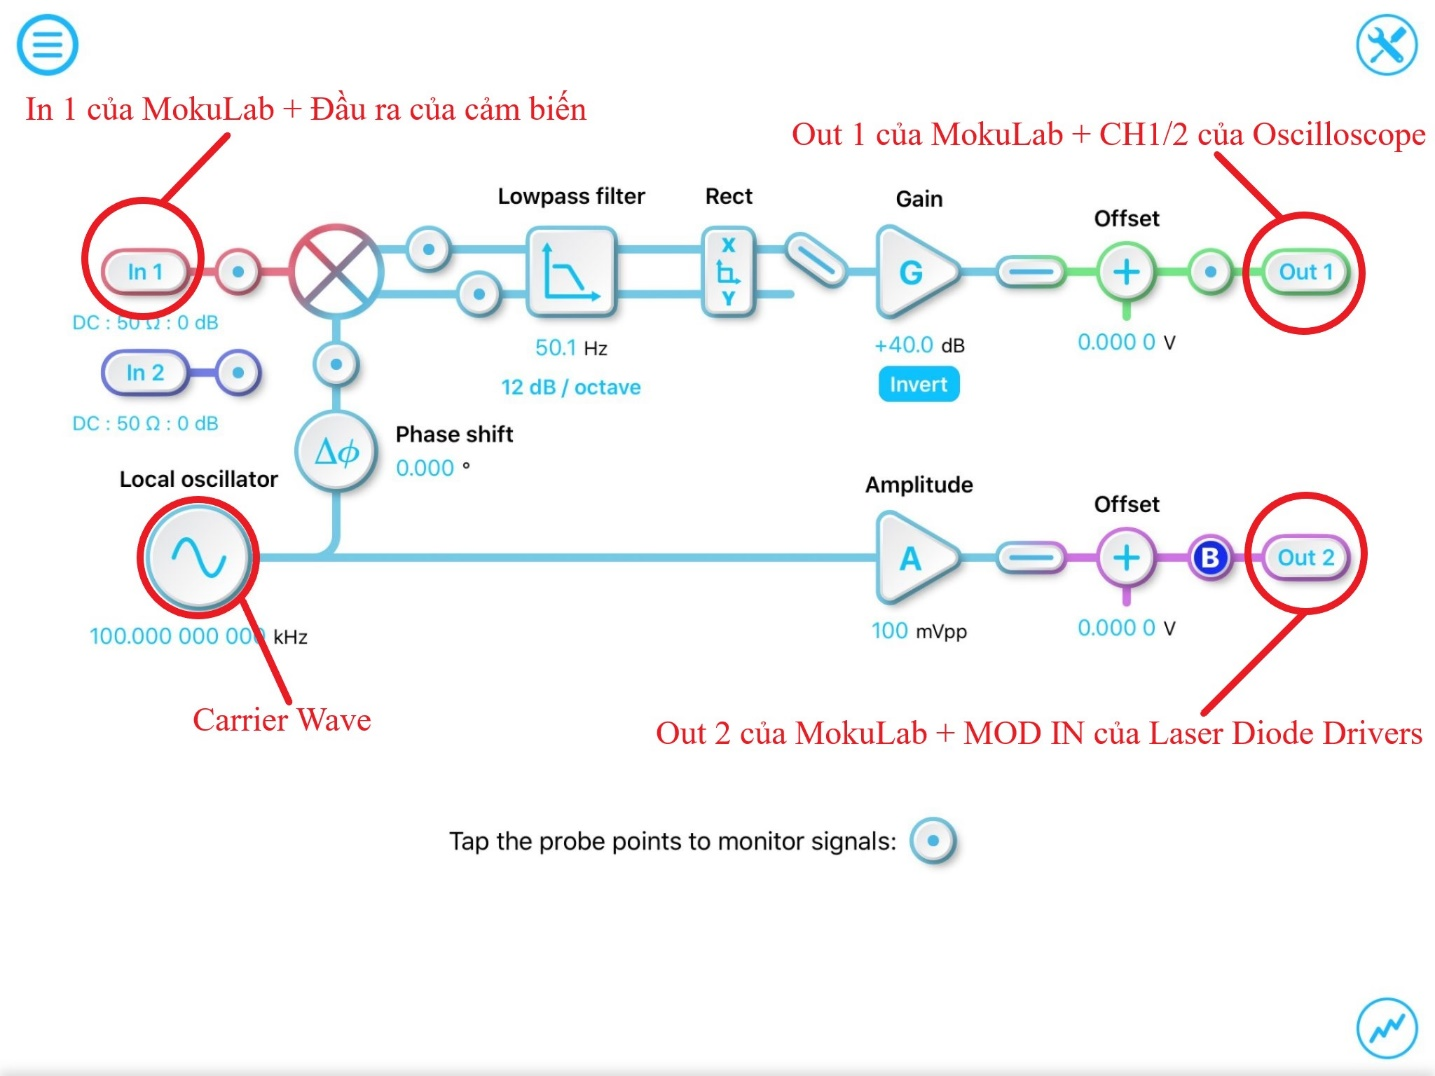 In 1 của MokuLab + Đầu ra của cảm biến
Out 1 của MokuLab + CH1/2 của Oscilloscope
Lowpass filter
Rect
Gain
Offset
In 1
X
Y
G
Out 1
DC : 50 Ω : 0 dB
50.1 Hz
+40.0 dB
0.000 0 V
In 2
12 dB / octave
Invert
DC : 50 Ω : 0 dB
Δϕ
Phase shift
0.000 °
Local oscillator
Amplitude
Offset
A
B
Out 2
100.000 000 000 kHz
100 mVpp
0.000 0 V
Carrier Wave
Out 2 của MokuLab + MOD IN của Laser Diode Drivers
Tap the probe points to monitor signals: